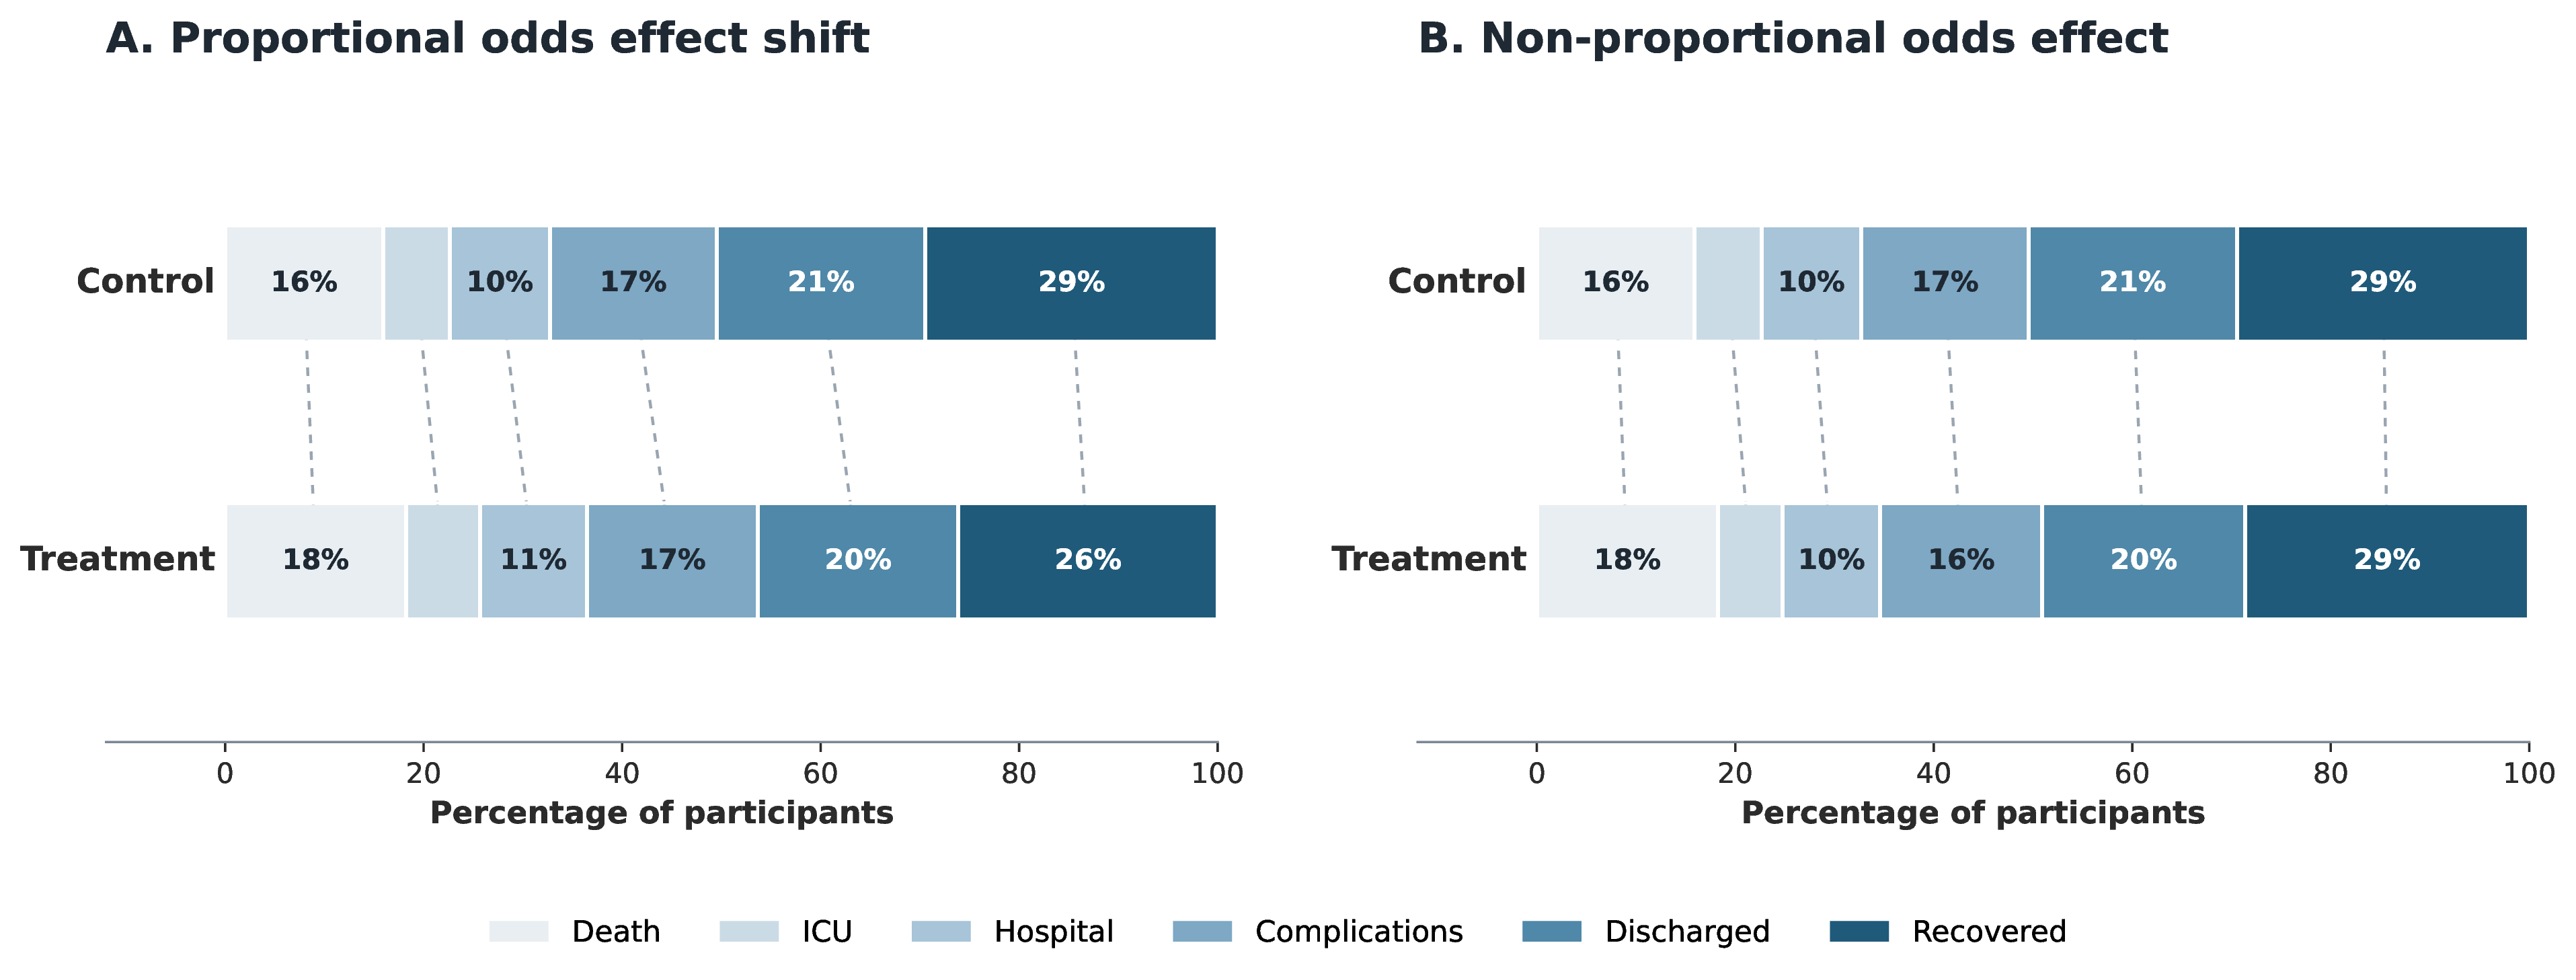 A. Proportional odds effect shift
Control
16%
10%
17%
21%
29%
Treatment
18%
11%
17%
20%
26%
0 20 40 60 80 100
Percentage of participants
B. Non-proportional odds effect
Control
16%
10%
17%
21%
29%
Treatment
18%
10%
16%
20%
29%
0 20 40 60 80 100
Percentage of participants
Death ICU Hospital Complications Discharged Recovered